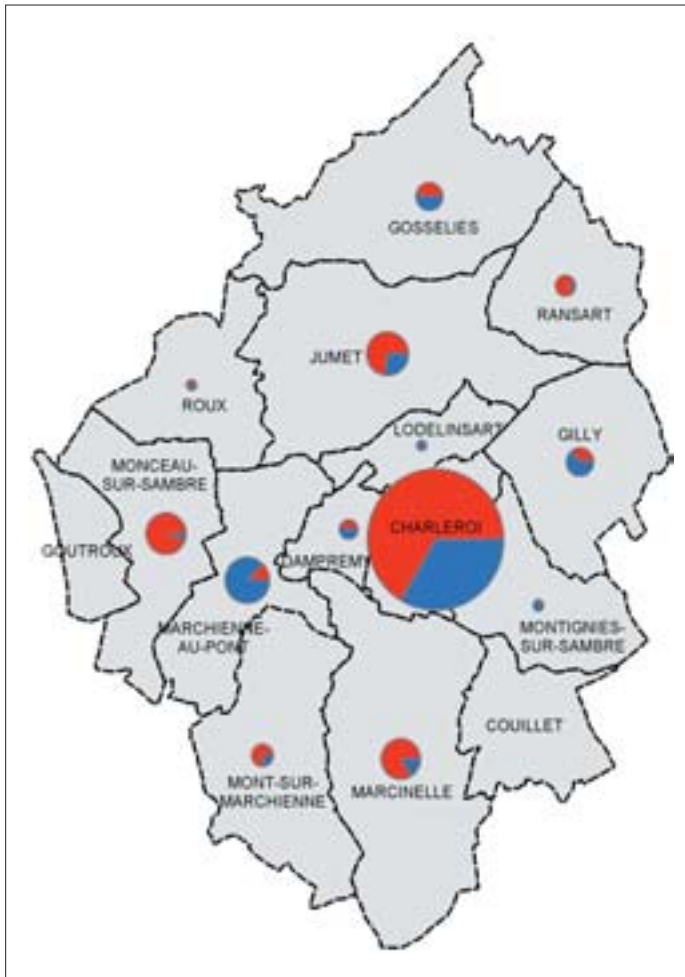 GOSSELIES
RANSART
JUMET
ROUX
LODELINSART
GILLY
MONCEAU-
SUR-SAMBRE
CHARLEROI
GOUTROUX
DAMPREMY
MARCHIENNE-
AU-PONT
MONTIGNIES-
SUR-SAMBRE
COUILLET
MONT-SUR-
MARCHIENNE
MARCINELLE